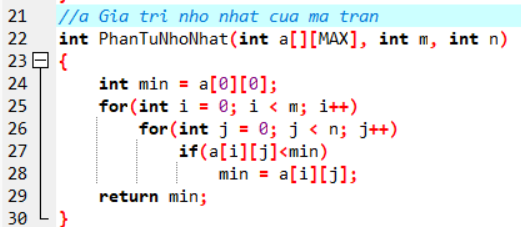 21 //a Gia tri nho nhat cua ma tran
22 int PhanTuNhoNhat(int a[][MAX], int m, int n)
23 {
24 int min = a[0][0];
25 for(int i = 0; i < m; i++)
26 for(int j = 0; j < n; j++)
27 if(a[i][j]<min)
28 min = a[i][j];
29 return min;
30 }